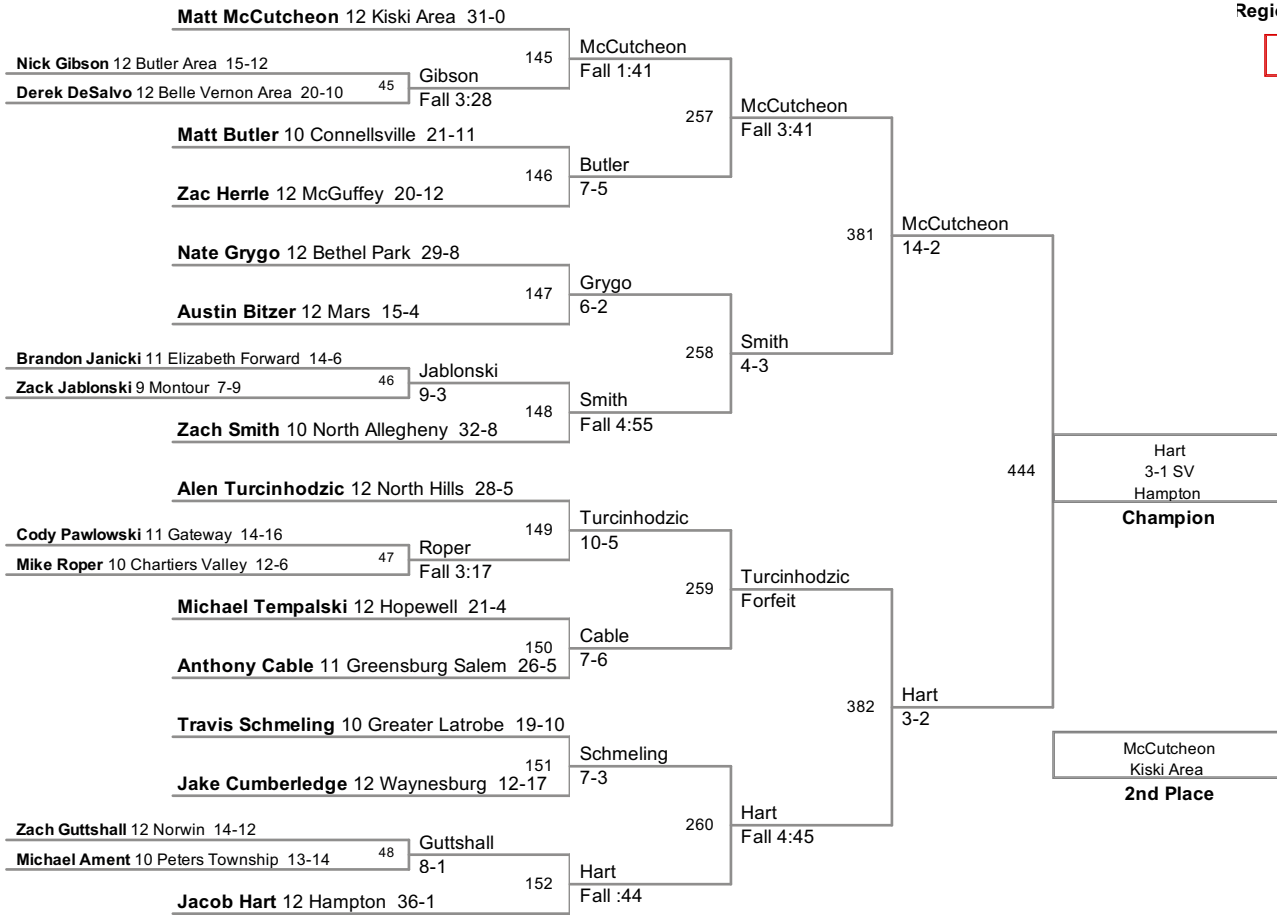 Matt McCutcheon 12 Kiski Area 31-0
Regi
145
McCutcheon
Fall 1:41
Nick Gibson 12 Butler Area 15-12
45
Gibson
Fall 3:28
Derek DeSalvo 12 Belle Vernon Area 20-10
257
McCutcheon
Fall 3:41
Matt Butler 10 Connellsville 21-11
146
Butler
7-5
Zac Herrle 12 McGuffey 20-12
381
McCutcheon
14-2
Nate Grygo 12 Bethel Park 29-8
147
Grygo
6-2
Austin Bitzer 12 Mars 15-4
258
Smith
4-3
Brandon Janicki 11 Elizabeth Forward 14-6
46
Jablonski
9-3
Zack Jablonski 9 Montour 7-9
148
Smith
Fall 4:55
Zach Smith 10 North Allegheny 32-8
444
Hart
3-1 SV
Hampton
Champion
Alen Turcinhodzic 12 North Hills 28-5
149
Turcinhodzic
10-5
Cody Pawlowski 11 Gateway 14-16
47
Roper
Fall 3:17
Mike Roper 10 Chartiers Valley 12-6
259
Turcinhodzic
Forfeit
Michael Tempalski 12 Hopewell 21-4
150
Cable
7-6
Anthony Cable 11 Greensburg Salem 26-5
382
Hart
3-2
Travis Schmeling 10 Greater Latrobe 19-10
151
Schmeling
7-3
Jake Cumberledge 12 Waynesburg 12-17
McCutcheon
Kiski Area
2nd Place
260
Hart
Fall 4:45
Zach Guttshall 12 Norwin 14-12
48
Guttshall
8-1
Michael Ament 10 Peters Township 13-14
152
Hart
Fall :44
Jacob Hart 12 Hampton 36-1